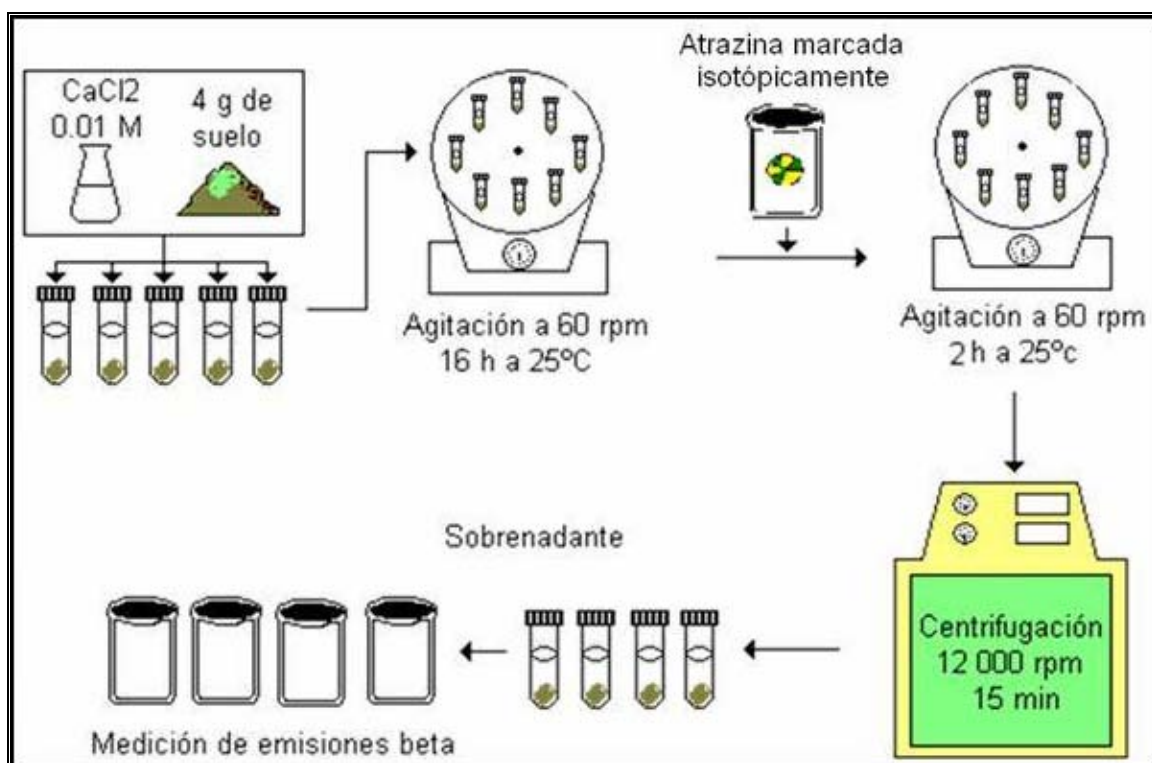 CaCl2
0.01 M
4 g de
suelo
Agitación a 60 rpm
16 h a 25ºC
Atrazina marcada
isotópicamente
Agitación a 60 rpm
2 h a 25ºc
Centrifugación
12 000 rpm
15 min
Sobrenadante
Medición de emisiones beta